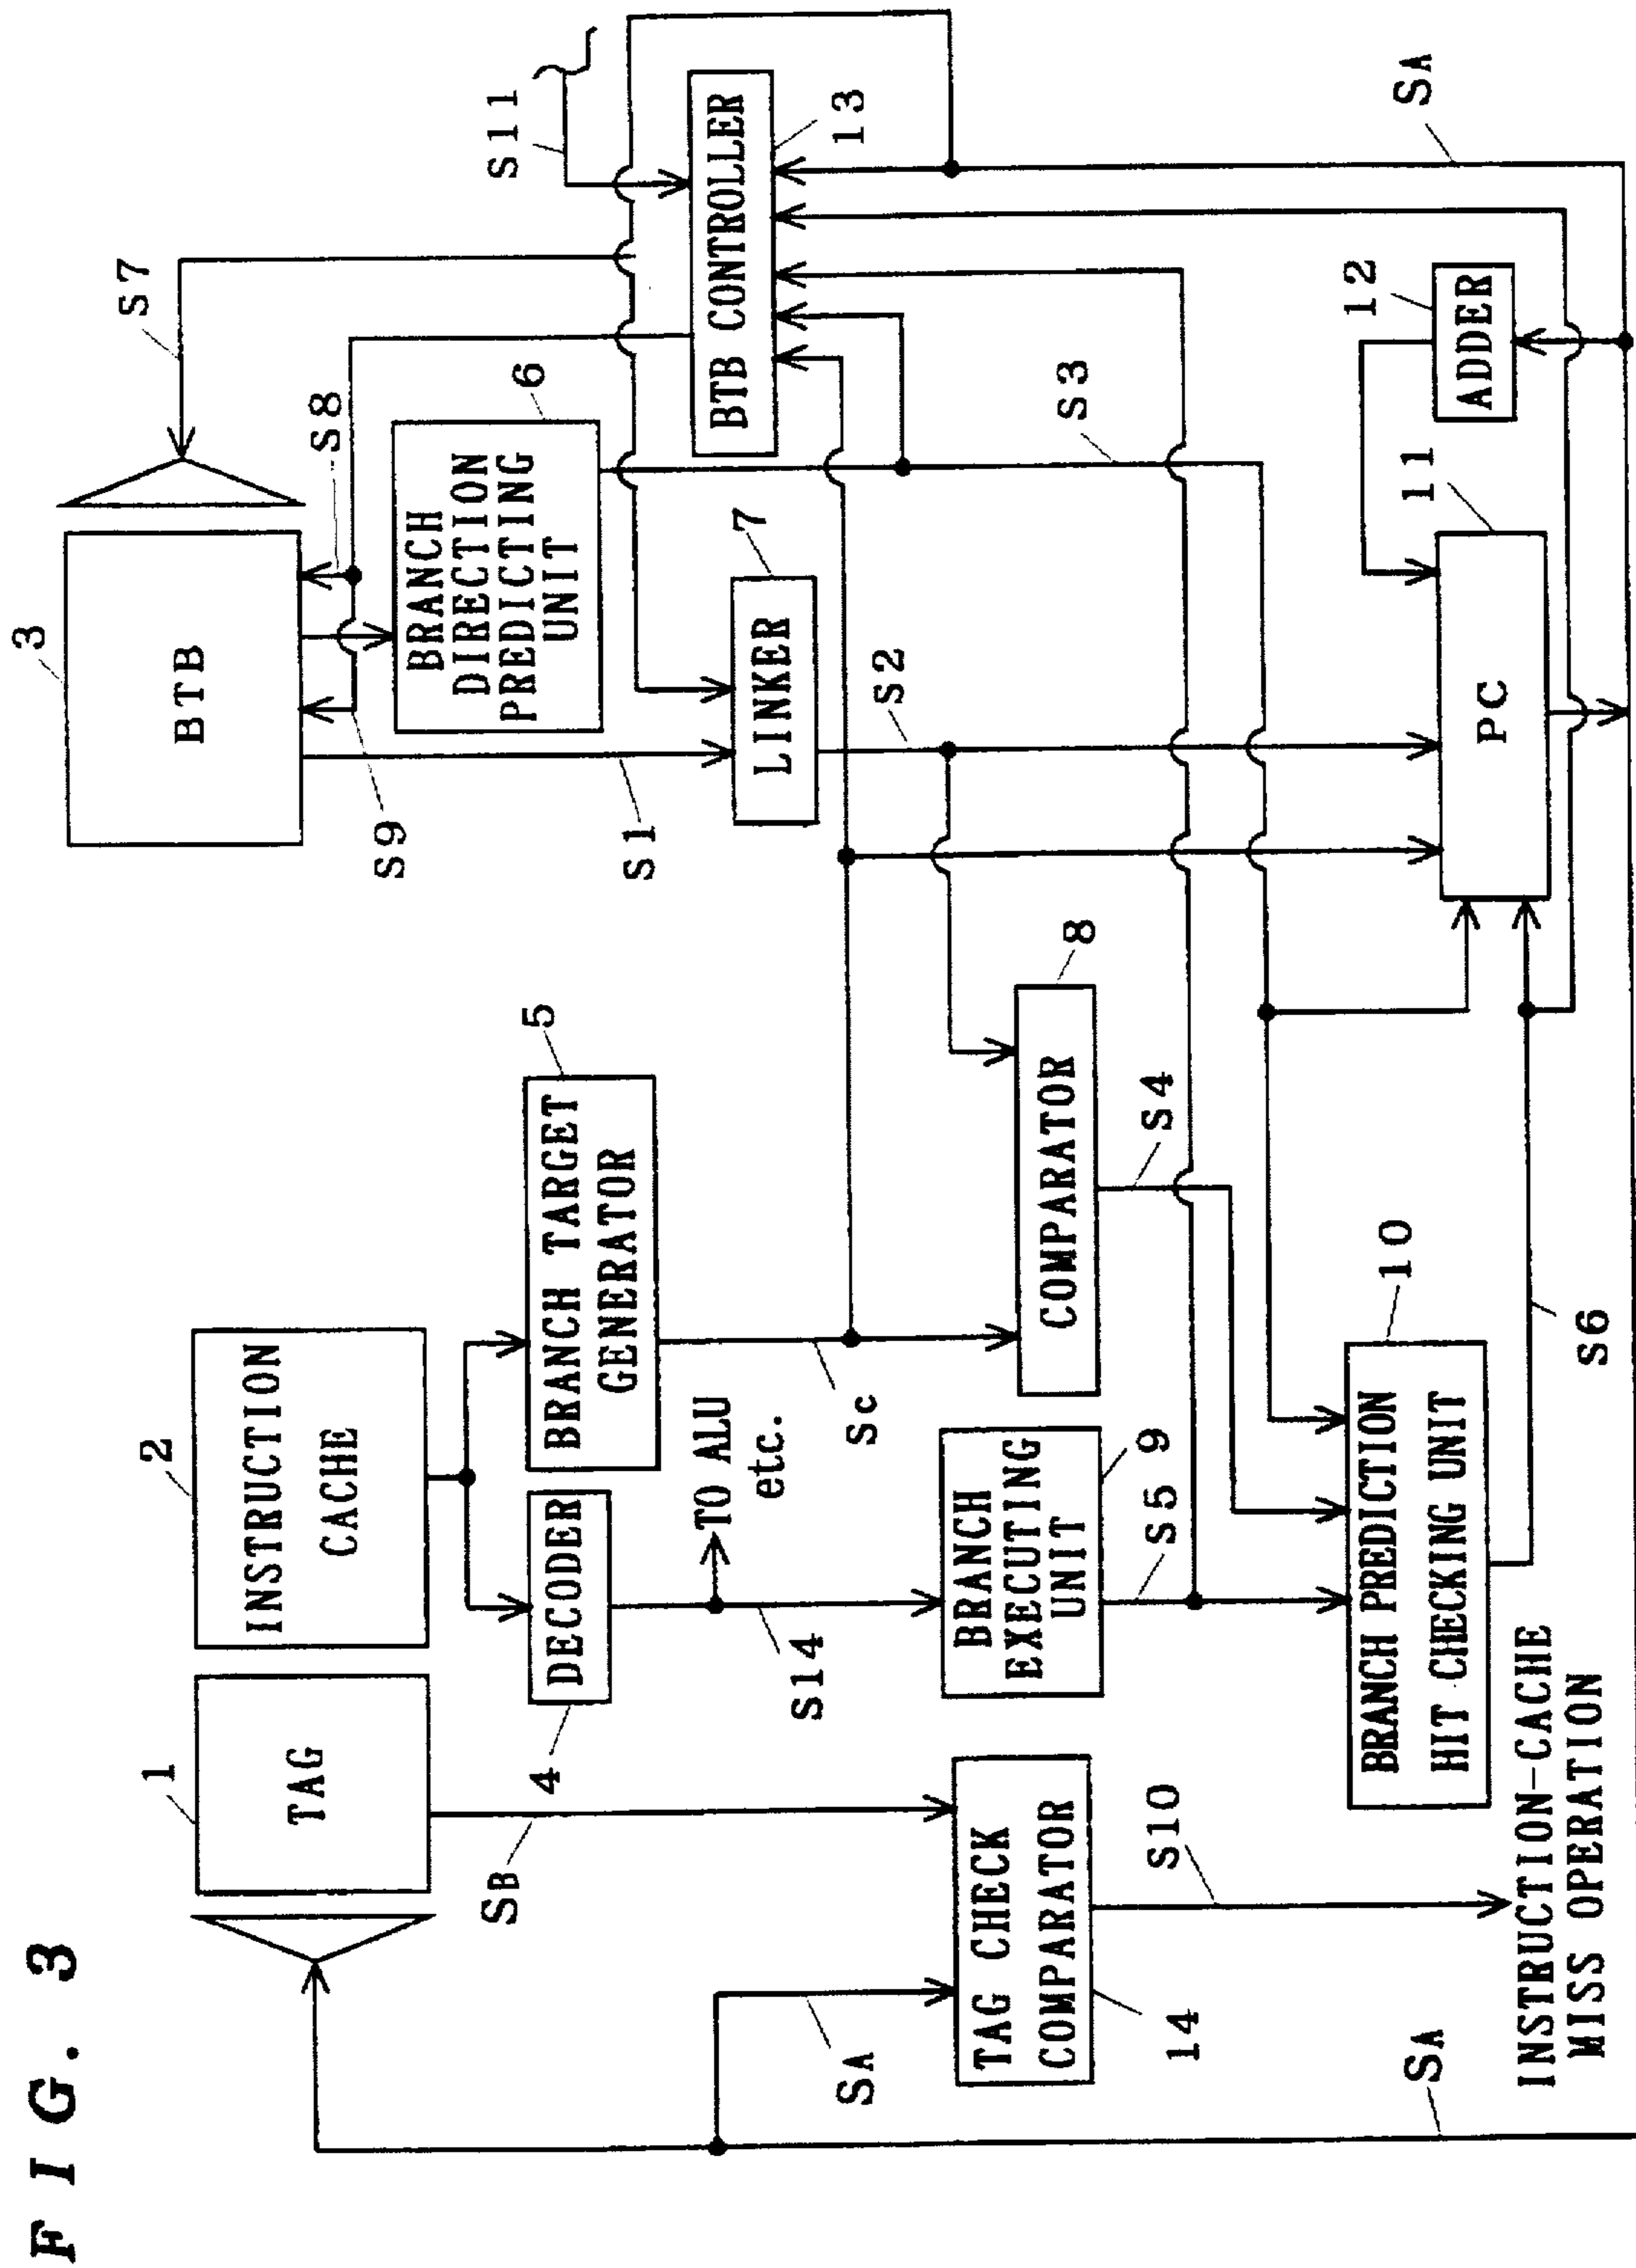 FIG. 3
1
TAG
2
INSTRUCTION
CACHE
3
BTB
S7
S8
S9
SB
4
DECODER
5
BRANCH TARGET
GENERATOR
6
BRANCH
DIRECTION
PREDICTING
UNIT
S11
S1
7
LINKER
BTB CONTROLLER
13
TO ALU
etc.
S14
SC
S2
SA
TAG CHECK
COMPARATOR
14
BRANCH
EXECUTING
UNIT
9
COMPARATOR
8
S3
S10
S5
S4
BRANCH PREDICTION
HIT CHECKING UNIT
10
11
PC
12
ADDER
SA
SA
S6
INSTRUCTION-CACHE
MISS OPERATION